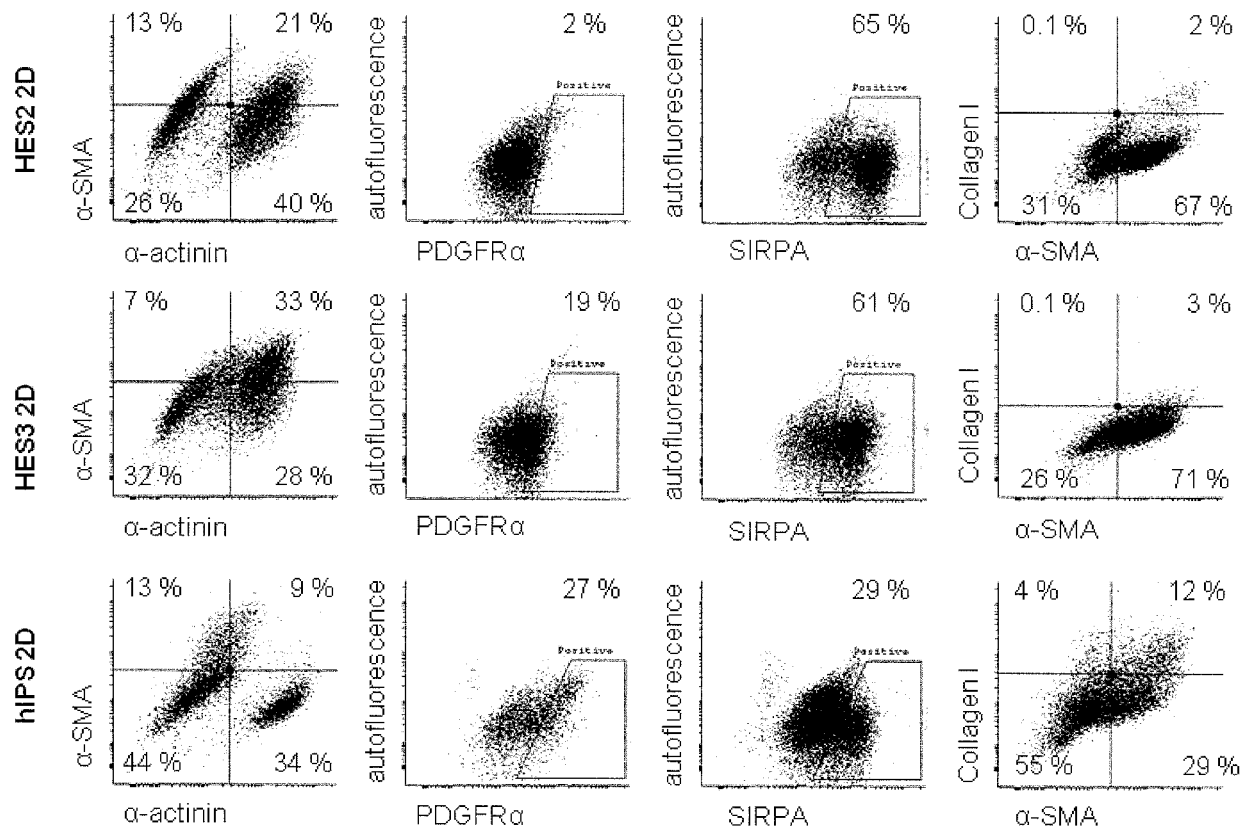 HES2 2D
13 % 21 %
α-SMA
26 % 40 %
α-actinin
2 %
Positive
autofluorescence
PDGFRα
65 %
Positive
autofluorescence
SIRPA
0.1 % 2 %
Collagen I
31 % 67 %
α-SMA
HES3 2D
7 % 33 %
α-SMA
32 % 28 %
α-actinin
19 %
Positive
autofluorescence
PDGFRα
61 %
Positive
autofluorescence
SIRPA
0.1 % 3 %
Collagen I
26 % 71 %
α-SMA
hIPS 2D
13 % 9 %
α-SMA
44 % 34 %
α-actinin
27 %
Positive
autofluorescence
PDGFRα
29 %
Positive
autofluorescence
SIRPA
4 % 12 %
Collagen I
55 % 29 %
α-SMA